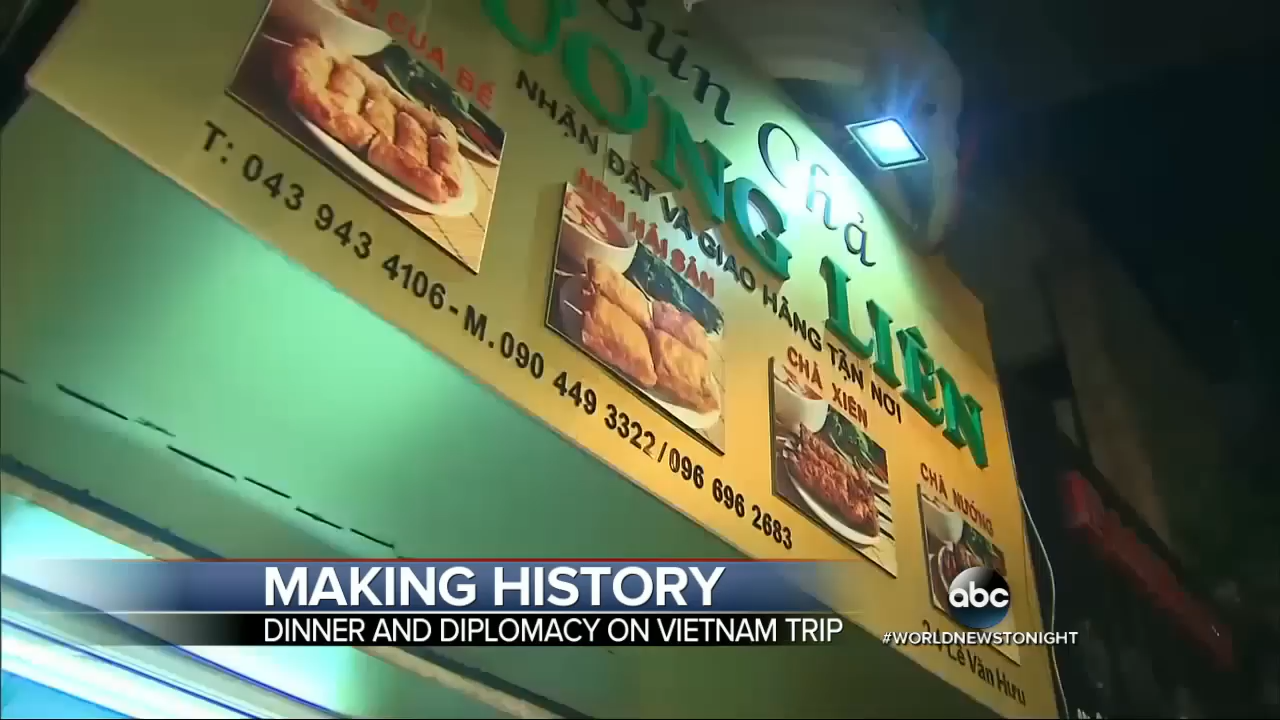 Bún Chả
ƯƠNG LIÊN
NHẬN ĐẶT VÀ GIAO HÀNG TẬN NƠI
CUA BỂ
NEM HẢI SẢN
CHẢ XIÊN
CHẢ NƯỚNG
T: 043 943 4106 - M. 090 449 3322 / 096 696 2683
Lê Văn Hưu
MAKING HISTORY
DINNER AND DIPLOMACY ON VIETNAM TRIP
abc
#WORLDNEWSTONIGHT